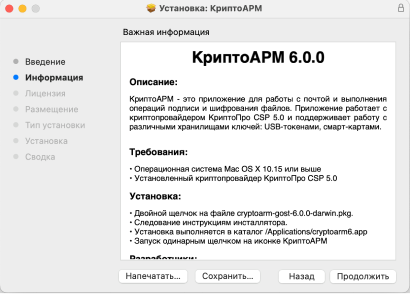 Установка: КриптоАРМ
Важная информация
Введение
Информация
Лицензия
Размещение
Тип установки
Установка
Сводка
КриптоАРМ 6.0.0
Описание:
КриптоАРМ - это приложение для работы с почтой и выполнения
операций подписи и шифрования файлов. Приложение работает с
криптопровайдером КриптоПро CSP 5.0 и поддерживает работу с
различными хранилищами ключей: USB-токенами, смарт-картами.
Требования:
• Операционная система Mac OS X 10.15 или выше
• Установленный криптопровайдер КриптоПро CSP 5.0
Установка:
• Двойной щелчок на файле cryptoarm-gost-6.0.0-darwin.pkg.
• Следование инструкциям инсталлятора.
• Установка выполняется в каталог /Applications/cryptoarm6.app
• Запуск одинарным щелчком на иконке КриптоАРМ
Разработчики:
Напечатать...
Сохранить...
Назад
Продолжить